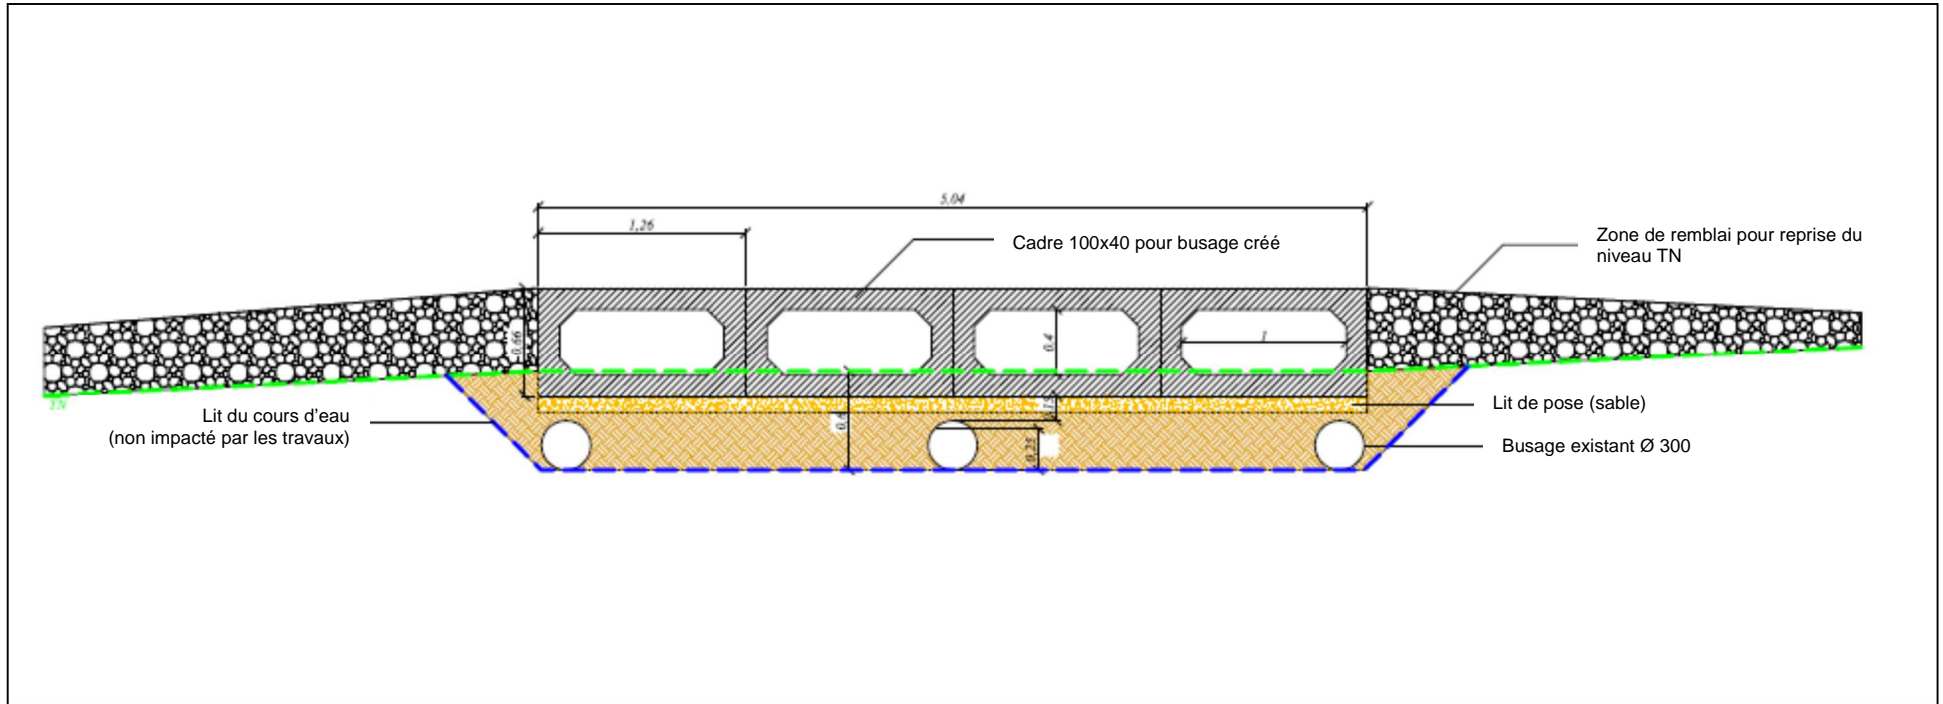 5,04
1,26
Cadre 100x40 pour busage créé
Zone de remblai pour reprise du
niveau TN
0,66
0,4
1
TN
Lit du cours d’eau
(non impacté par les travaux)
Lit de pose (sable)
0,25
Busage existant Ø 300